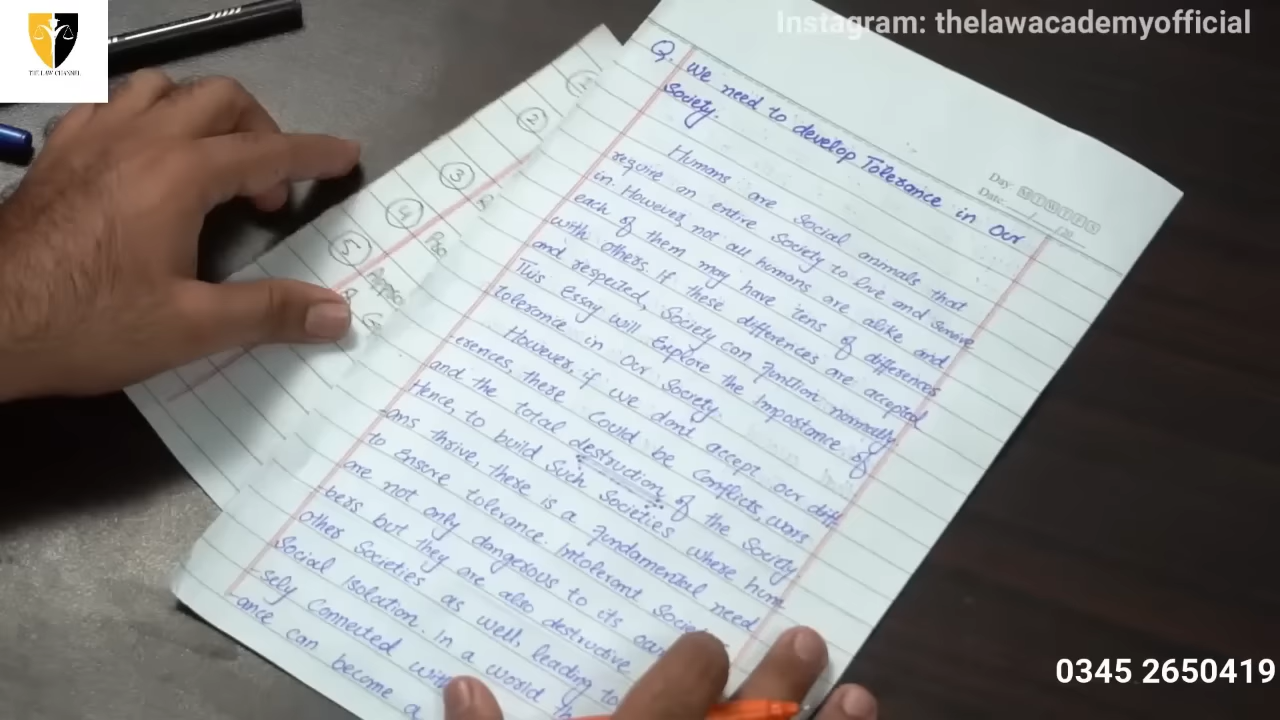 Instagram: thelawacademyofficial
THE LAW CHANNEL
Q. We need to develop Tolerance in Our
Society.
Day: M T W T F S
Date: / /20
Humans are Social animals that
require an entire Society to live and survive
in. However, not all humans are alike and
each of them may have tens of differences
with others. If these differences are accepted
and respected, Society can function normally.
This Essay will Explore the Importance of
tolerance in Our Society.
However, if we don't accept our diff-
erences, there Could be Conflicts, wars
and the total destruction of the Society.
Hence, to build Such Societies where hum-
-ans thrive, there is a fundamental need
to ensure tolerance. Intolerant Socie
are not only dangerous to its own
-bers but they are also destructive
other Societies as well, leading to
Social Isolation. In a world th
-sely Connected with
ance can become a
2
3
4
5
0345 2650419